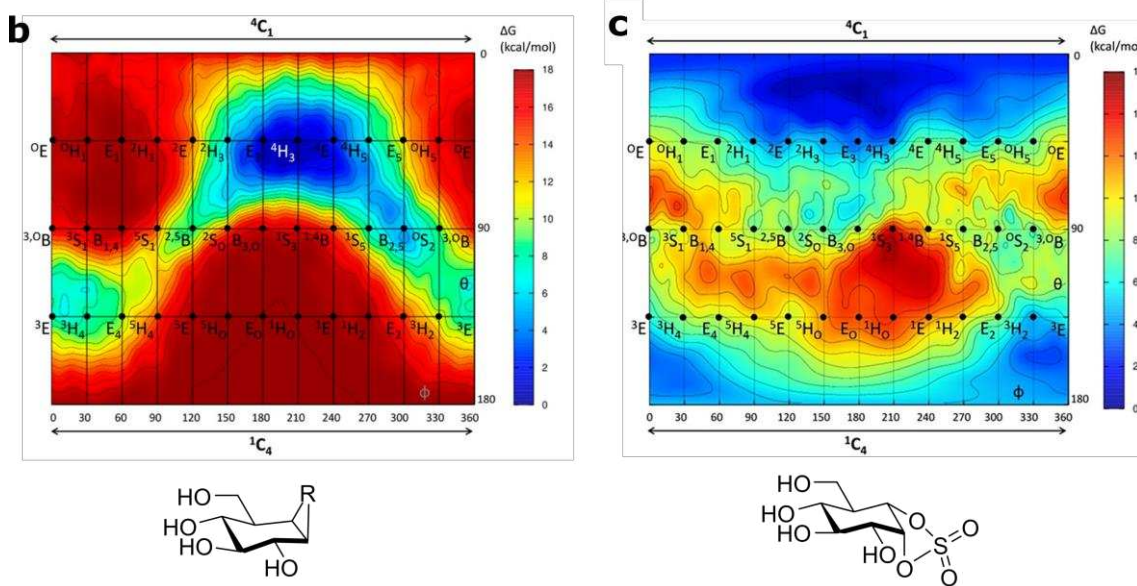 b
⁴C₁
ΔG
(kcal/mol)
0
18
16
14
12
10
8
6
4
2
0
ᴼE ᴼH₁ E₁ ²H₁ ²E ²H₃ E₃ ⁴H₃ ⁴E ⁴H₅ E₅ ᴼH₅ ᴼE
90
³,ᴼB ³S₁ B₁,₄ ⁵S₁ ²,⁵B ²Sₒ B₃,ₒ ¹S₃ ¹,⁴B ¹S₅ B₂,₅ ᴼS₂ ³,ᴼB
θ
³E ³H₄ E₄ ⁵H₄ ⁵E ⁵Hₒ Eₒ ¹Hₒ ¹E ¹H₂ E₂ ³H₂ ³E
ϕ
180
0 30 60 90 120 150 180 210 240 270 300 330 360
¹C₄
HO
R
HO
HO
OH
c
⁴C₁
ΔG
(kcal/mo
0
ᴼE ᴼH₁ E₁ ²H₁ ²E ²H₃ E₃ ⁴H₃ ⁴E ⁴H₅ E₅ ᴼH₅ ᴼE
90
³,ᴼB ³S₁ B₁,₄ ⁵S₁ ²,⁵B ²Sₒ B₃,ₒ ¹S₃ ¹,⁴B ¹S₅ B₂,₅ ᴼS₂ ³,ᴼB
θ
³E ³H₄ E₄ ⁵H₄ ⁵E ⁵Hₒ Eₒ ¹Hₒ ¹E ¹H₂ E₂ ³H₂ ³E
ϕ
180
8
6
4
2
0
0 30 60 90 120 150 180 210 240 270 300 330 360
¹C₄
HO
HO
HO
HO
O
S
O
O
O